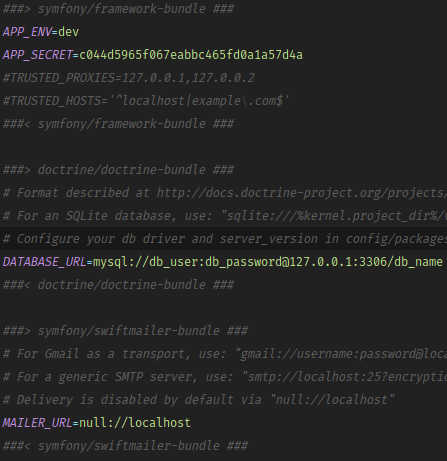 ###> symfony/framework-bundle ###
APP_ENV=dev
APP_SECRET=c044d5965f067eabbc465fd0a1a57d4a
#TRUSTED_PROXIES=127.0.0.1,127.0.0.2
#TRUSTED_HOSTS='^localhost|example\.com$'
###< symfony/framework-bundle ###
###> doctrine/doctrine-bundle ###
# Format described at http://docs.doctrine-project.org/projects/
# For an SQLite database, use: "sqlite:///%kernel.project_dir%/
# Configure your db driver and server_version in config/packages
DATABASE_URL=mysql://db_user:db_password@127.0.0.1:3306/db_name
###< doctrine/doctrine-bundle ###
###> symfony/swiftmailer-bundle ###
# For Gmail as a transport, use: "gmail://username:password@loca
# For a generic SMTP server, use: "smtp://localhost:25?encryptio
# Delivery is disabled by default via "null://localhost"
MAILER_URL=null://localhost
###< symfony/swiftmailer-bundle ###